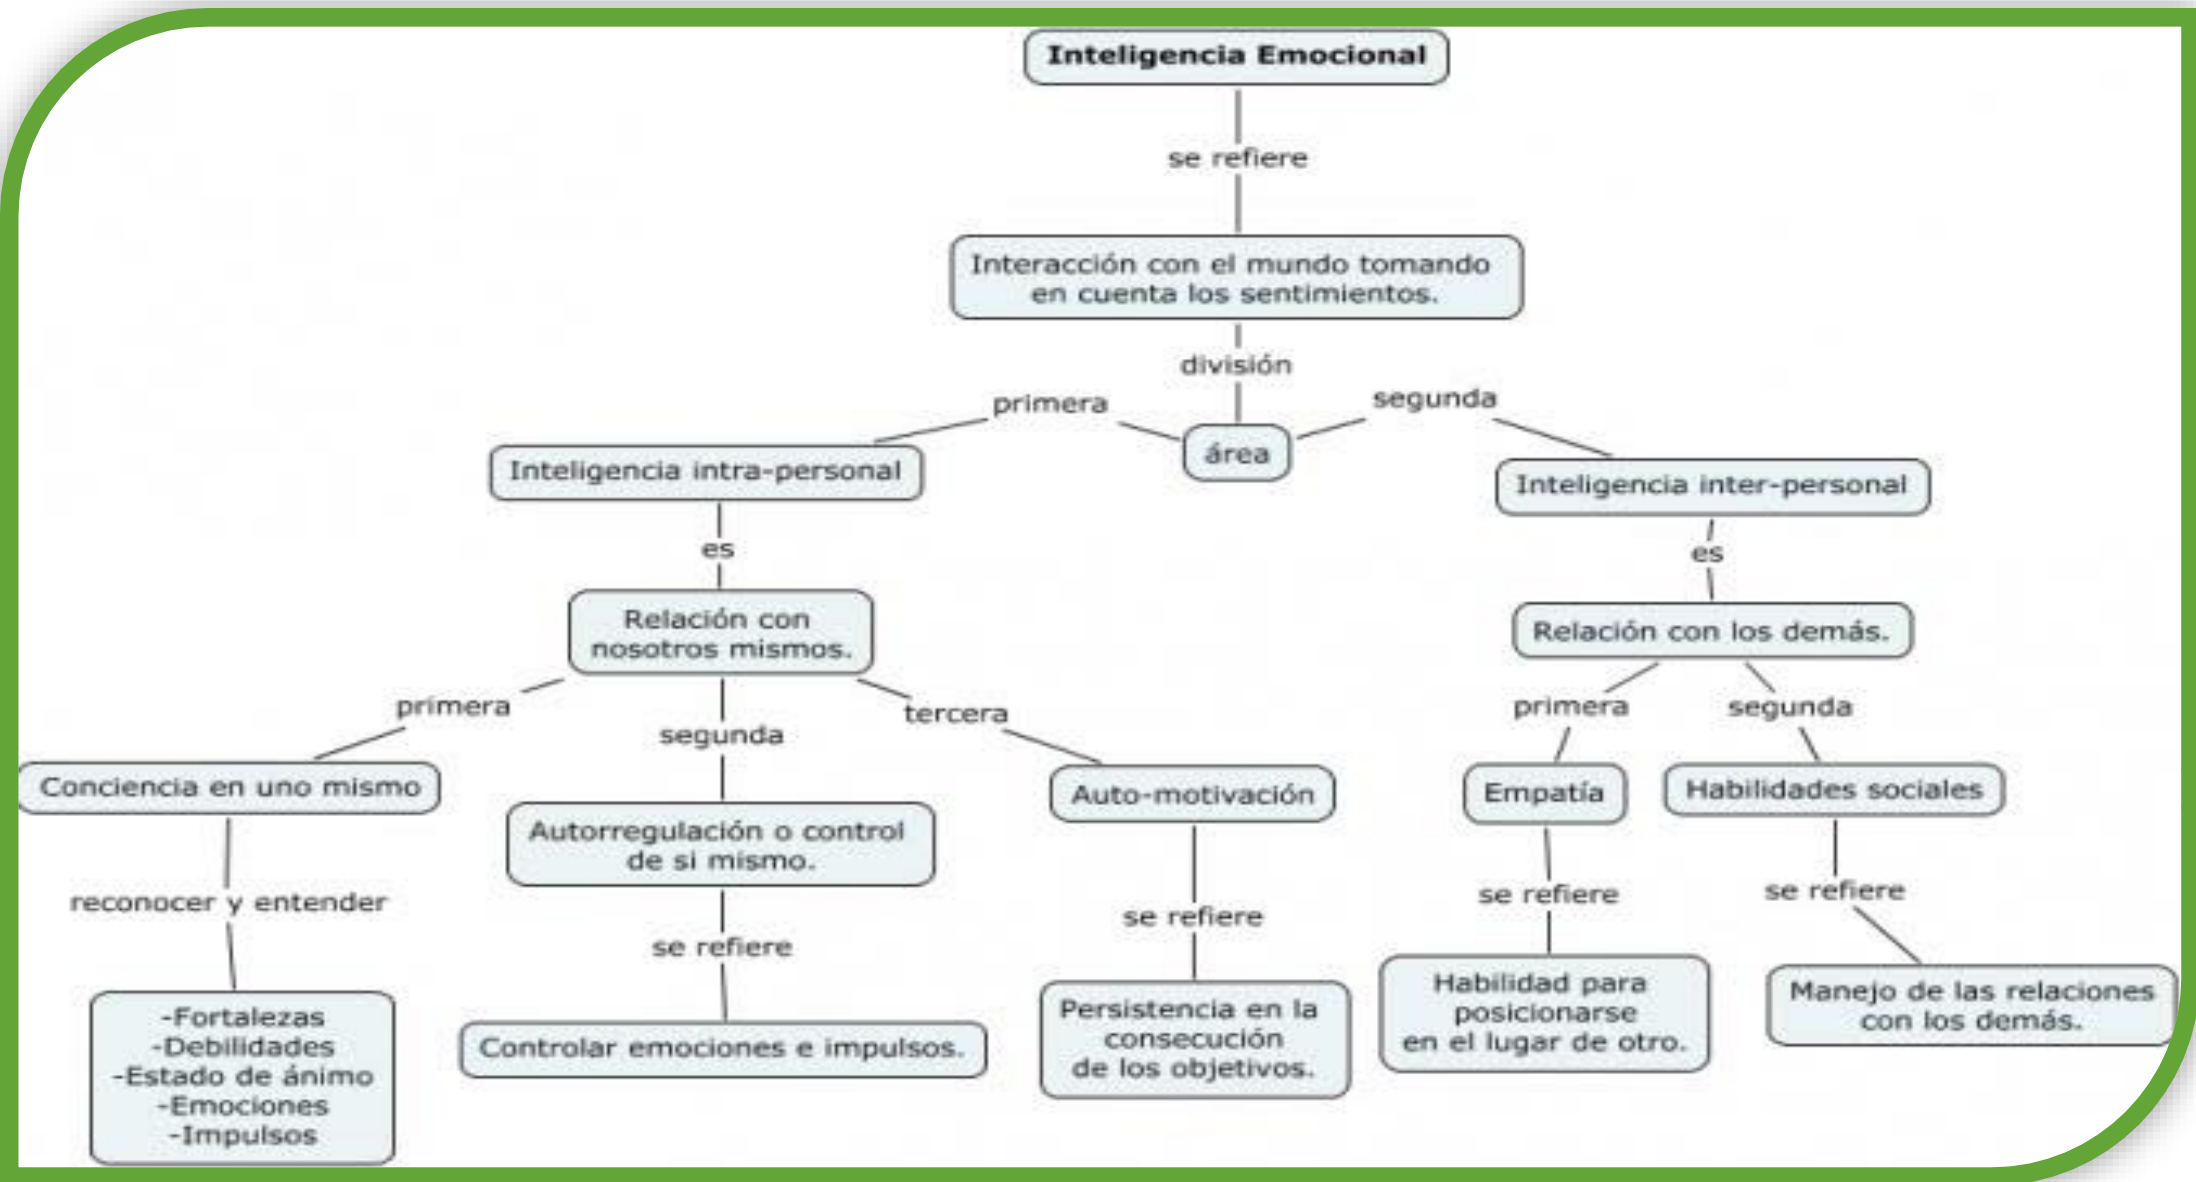 Inteligencia Emocional
se refiere
Interacción con el mundo tomando
en cuenta los sentimientos.
división
primera
segunda
área
Inteligencia intra-personal
Inteligencia inter-personal
es
es
Relación con
nosotros mismos.
Relación con los demás.
primera
segunda
tercera
primera
segunda
Conciencia en uno mismo
Autorregulación o control
de si mismo.
Auto-motivación
Empatía
Habilidades sociales
reconocer y entender
se refiere
se refiere
se refiere
se refiere
-Fortalezas
-Debilidades
-Estado de ánimo
-Emociones
-Impulsos
Controlar emociones e impulsos.
Persistencia en la
consecución
de los objetivos.
Habilidad para
posicionarse
en el lugar de otro.
Manejo de las relaciones
con los demás.